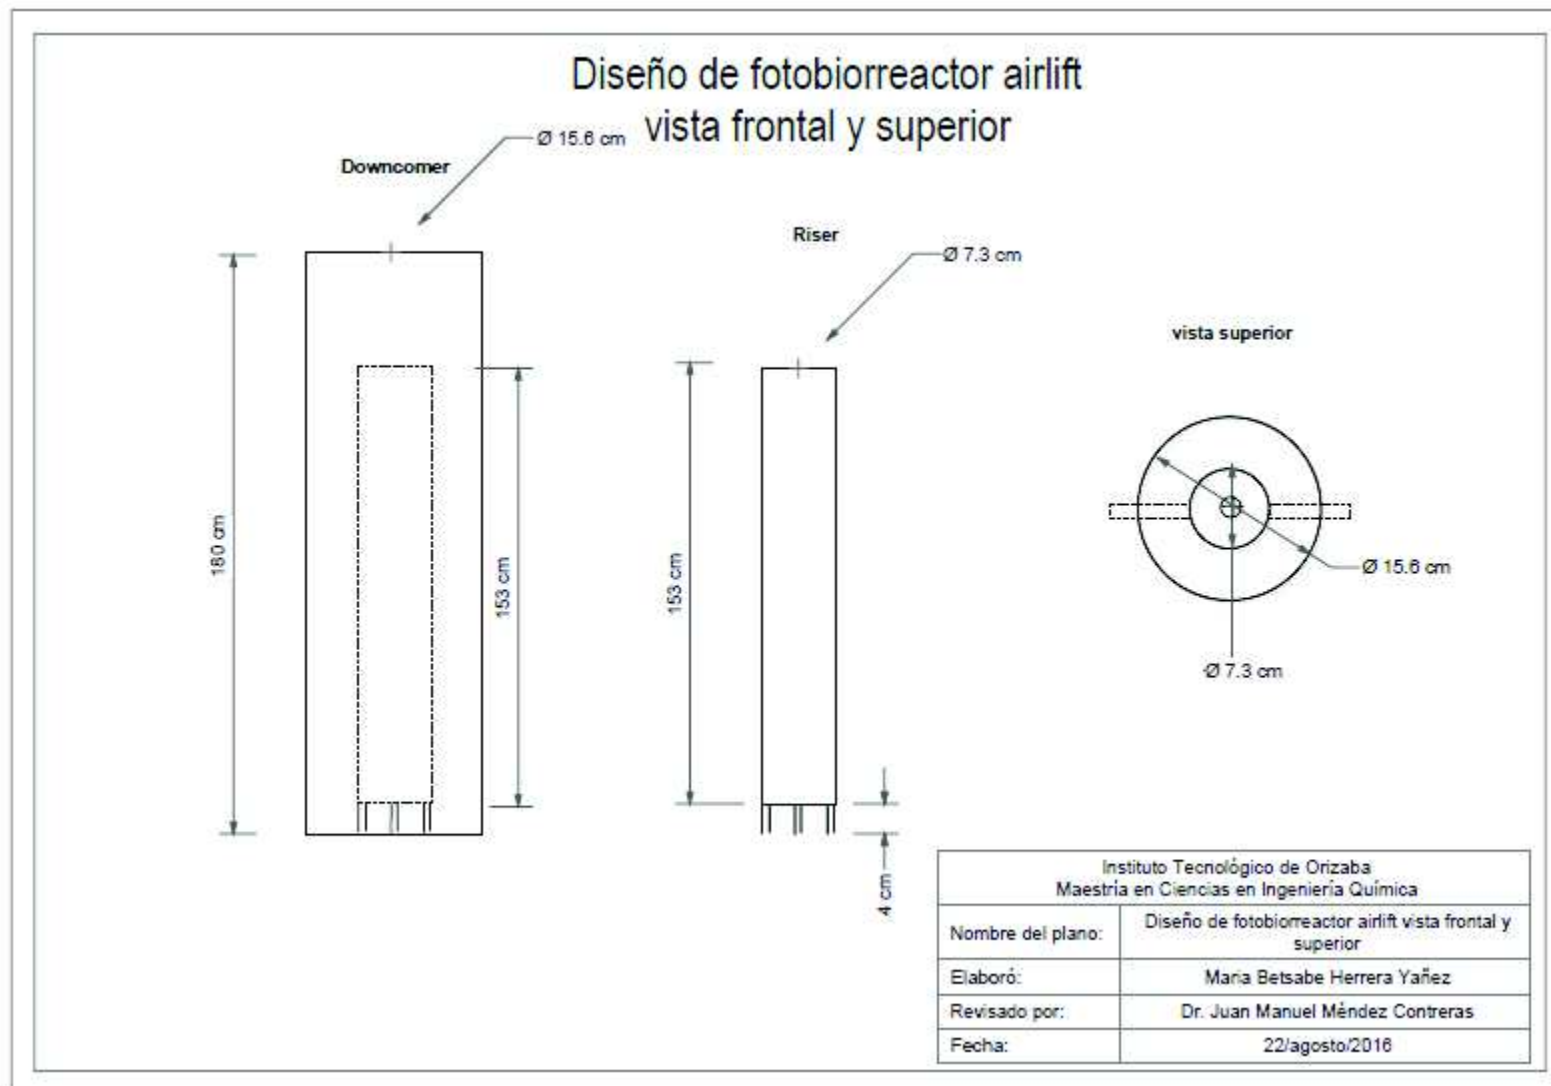 Diseño de fotobiorreactor airlift
vista frontal y superior
Ø 15.6 cm
Downcomer
Riser
Ø 7.3 cm
vista superior
180 cm
153 cm
153 cm
Ø 15.6 cm
Ø 7.3 cm
4 cm
Instituto Tecnológico de Orizaba
Maestría en Ciencias en Ingeniería Química
Nombre del plano:
Diseño de fotobiorreactor airlift vista frontal y
superior
Elaboró:
Maria Betsabe Herrera Yañez
Revisado por:
Dr. Juan Manuel Méndez Contreras
Fecha:
22/agosto/2016